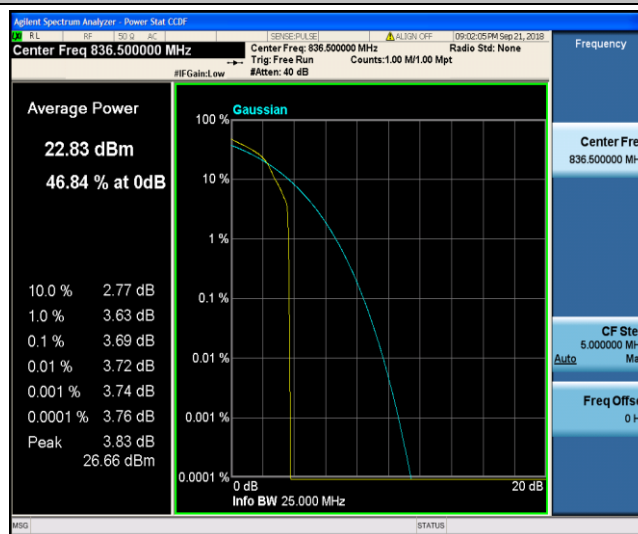 Agilent Spectrum Analyzer - Power Stat CCDF
RL RF 50 Ω AC SENSE:PULSE ALIGN OFF 09:02:05 PM Sep 21, 2018
Center Freq 836.500000 MHz
Center Freq: 836.500000 MHz Radio Std: None
Trig: Free Run Counts:1.00 M/1.00 Mpt
#IFGain:Low #Atten: 40 dB
Frequency
Average Power
22.83 dBm
46.84 % at 0dB
10.0 % 2.77 dB
1.0 % 3.63 dB
0.1 % 3.69 dB
0.01 % 3.72 dB
0.001 % 3.74 dB
0.0001 % 3.76 dB
Peak 3.83 dB
26.66 dBm
Gaussian
100 %
10 %
1 %
0.1 %
0.01 %
0.001 %
0.0001 %
0 dB 20 dB
Info BW 25.000 MHz
Center Fre
836.500000 MH
CF Ste
5.000000 MH
Auto Ma
Freq Offse
0 H
MSG STATUS